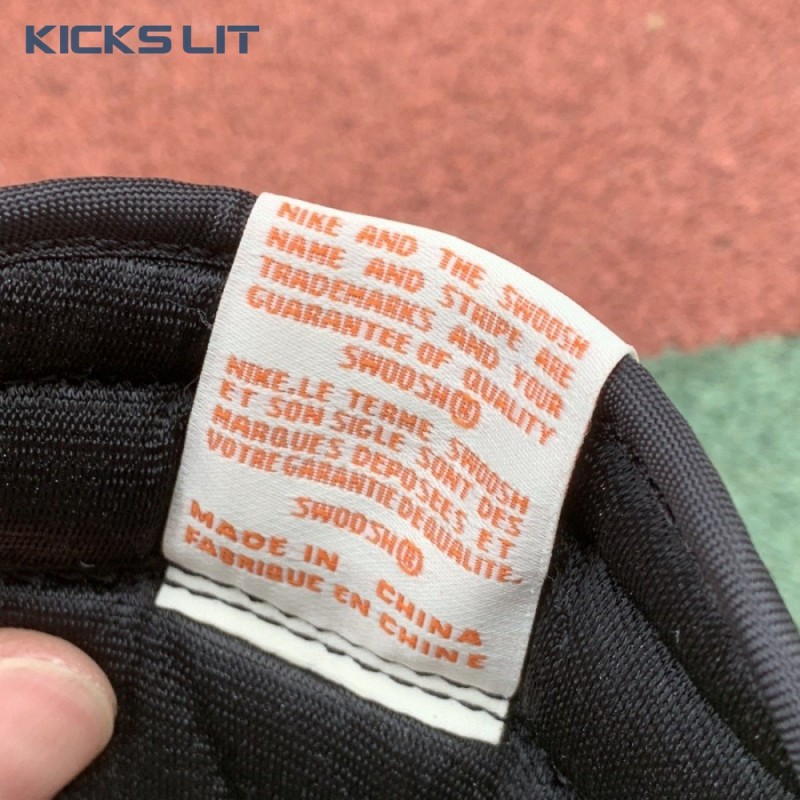 KICKS LIT
NIKE AND THE SWOOSH
NAME AND STRIPE ARE
TRADEMARKS AND YOUR
GUARANTEE OF QUALITY
SWOOSH®
NIKE.LE TERME SWOOSH
ET SON SIGLE SONT DES
MARQUES DEPOSEES ET
VOTRE GARANTIE DE QUALITE.
SWOOSH®
MADE IN CHINA
FABRIQUE EN CHINE